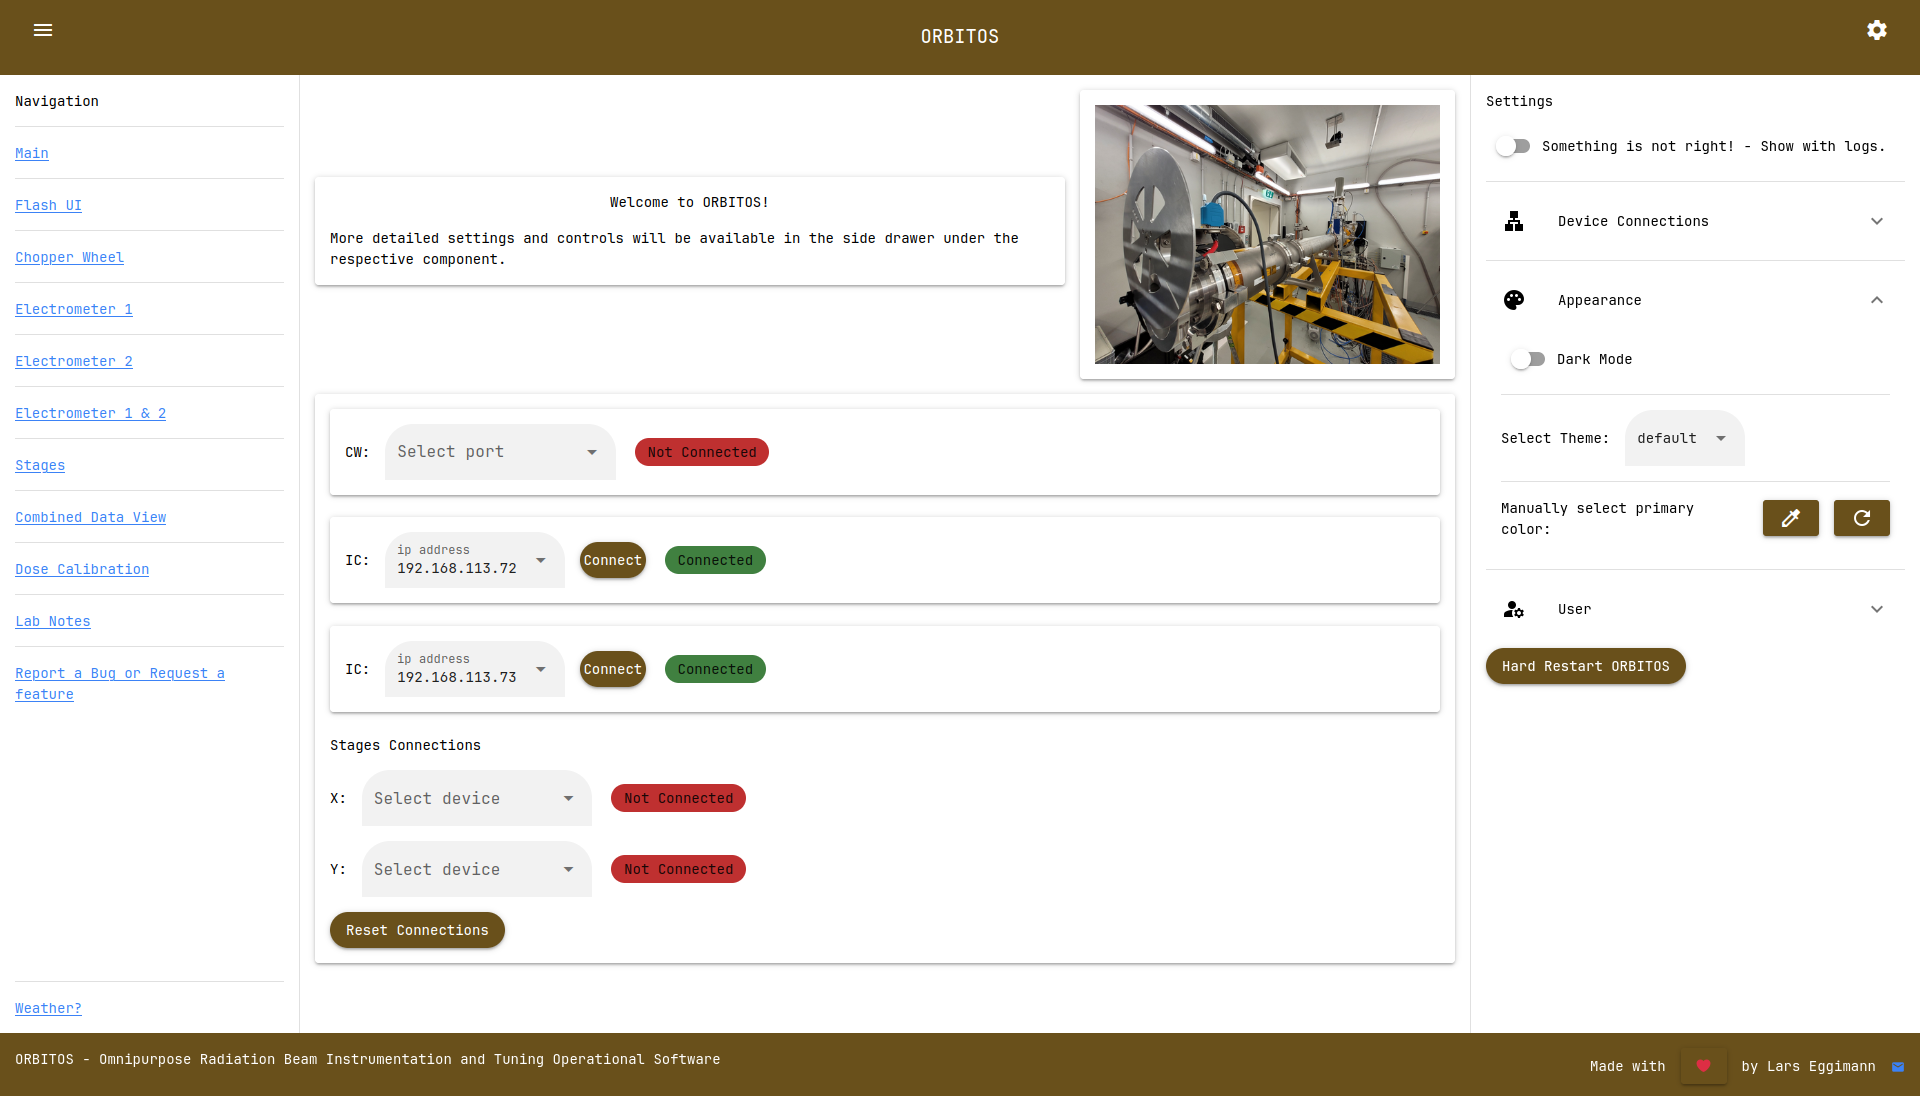 ORBITOS
Navigation
Main
Flash UI
Chopper Wheel
Electrometer 1
Electrometer 2
Electrometer 1 & 2
Stages
Combined Data View
Dose Calibration
Lab Notes
Report a Bug or Request a
feature
Weather?
Welcome to ORBITOS!
More detailed settings and controls will be available in the side drawer under the
respective component.
CW: Select port Not Connected
ip address
IC: 192.168.113.72 Connect Connected
ip address
IC: 192.168.113.73 Connect Connected
Stages Connections
X: Select device Not Connected
Y: Select device Not Connected
Reset Connections
Settings
Something is not right! - Show with logs.
Device Connections
Appearance
Dark Mode
Select Theme: default
Manually select primary
color:
User
Hard Restart ORBITOS
ORBITOS - Omnipurpose Radiation Beam Instrumentation and Tuning Operational Software
Made with by Lars Eggimann